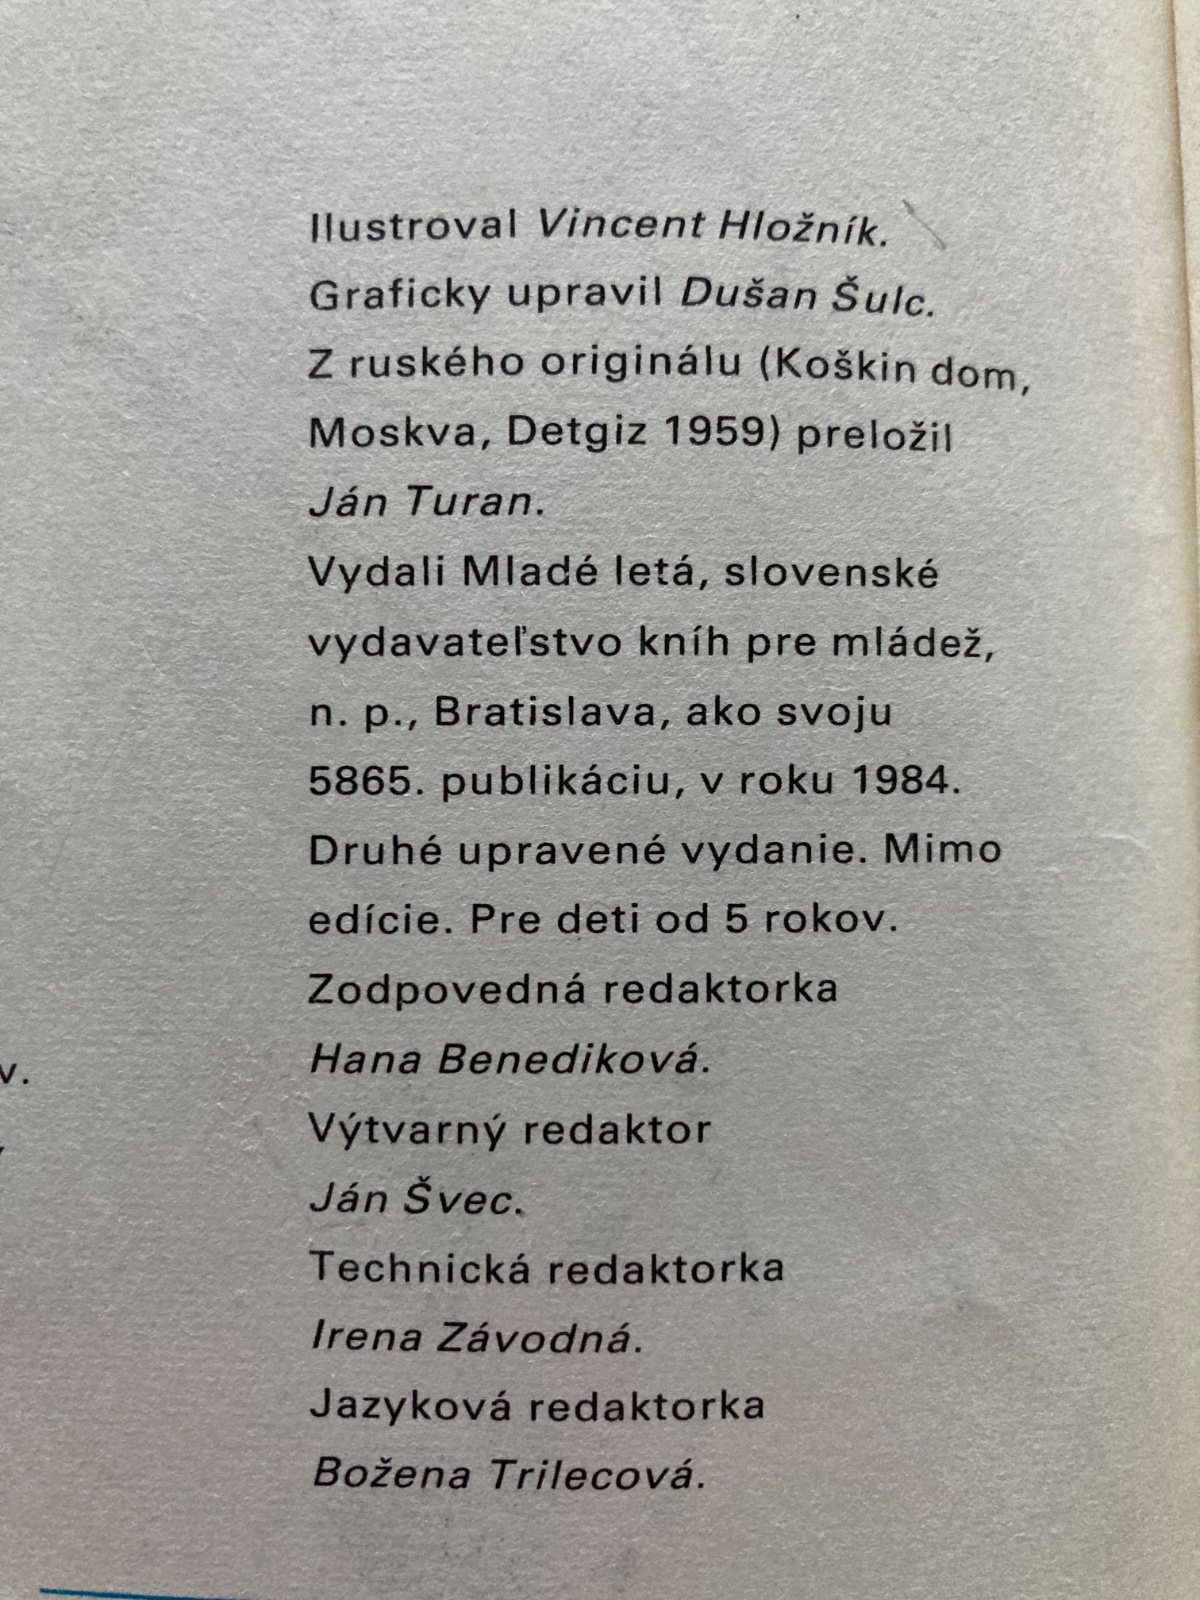 Ilustroval Vincent Hložník.
Graficky upravil Dušan Šulc.
Z ruského originálu (Koškin dom,
Moskva, Detgiz 1959) preložil
Ján Turan.
Vydali Mladé letá, slovenské
vydavateľstvo kníh pre mládež,
n. p., Bratislava, ako svoju
5865. publikáciu, v roku 1984.
Druhé upravené vydanie. Mimo
edície. Pre deti od 5 rokov.
Zodpovedná redaktorka
Hana Benediková.
v.
Výtvarný redaktor
Ján Švec.
Technická redaktorka
Irena Závodná.
Jazyková redaktorka
Božena Trilecová.